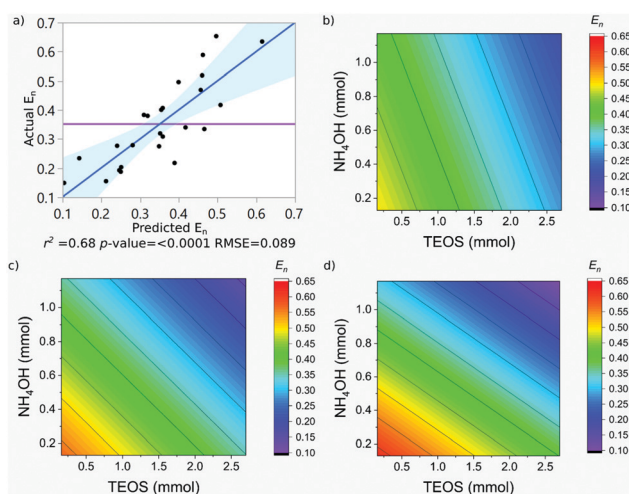 a)
0.7
0.6
0.5
0.4
0.3
0.2
0.1
Actual En
0.1 0.2 0.3 0.4 0.5 0.6 0.7
Predicted En
r² =0.68 p-value=<0.0001 RMSE=0.089
b)
En
1.0
0.8
0.6
0.4
0.2
NH₄OH (mmol)
0.5 1.0 1.5 2.0 2.5
TEOS (mmol)
0.65
0.60
0.55
0.50
0.45
0.40
0.35
0.30
0.25
0.20
0.15
0.10
c)
En
1.0
0.8
0.6
0.4
0.2
NH₄OH (mmol)
0.5 1.0 1.5 2.0 2.5
TEOS (mmol)
0.65
0.60
0.55
0.50
0.45
0.40
0.35
0.30
0.25
0.20
0.15
0.10
d)
En
1.0
0.8
0.6
0.4
0.2
NH₄OH (mmol)
0.5 1.0 1.5 2.0 2.5
TEOS (mmol)
0.65
0.60
0.55
0.50
0.45
0.40
0.35
0.30
0.25
0.20
0.15
0.10